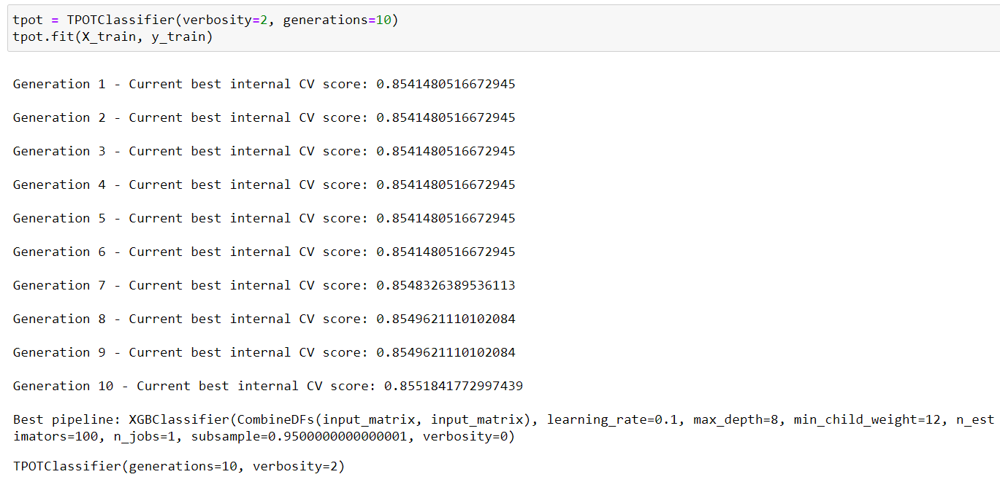 tpot = TPOTClassifier(verbosity=2, generations=10)
tpot.fit(X_train, y_train)
Generation 1 - Current best internal CV score: 0.8541480516672945
Generation 2 - Current best internal CV score: 0.8541480516672945
Generation 3 - Current best internal CV score: 0.8541480516672945
Generation 4 - Current best internal CV score: 0.8541480516672945
Generation 5 - Current best internal CV score: 0.8541480516672945
Generation 6 - Current best internal CV score: 0.8541480516672945
Generation 7 - Current best internal CV score: 0.8548326389536113
Generation 8 - Current best internal CV score: 0.8549621110102084
Generation 9 - Current best internal CV score: 0.8549621110102084
Generation 10 - Current best internal CV score: 0.8551841772997439
Best pipeline: XGBClassifier(CombineDFs(input_matrix, input_matrix), learning_rate=0.1, max_depth=8, min_child_weight=12, n_est
imators=100, n_jobs=1, subsample=0.9500000000000001, verbosity=0)
TPOTClassifier(generations=10, verbosity=2)